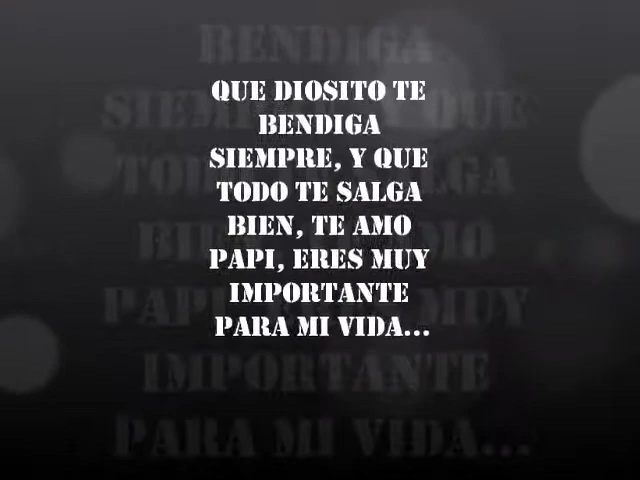 QUE DIOSITO TE
BENDIGA
SIEMPRE, Y QUE
TODO TE SALGA
BIEN, TE AMO
PAPI, ERES MUY
IMPORTANTE
PARA MI VIDA...